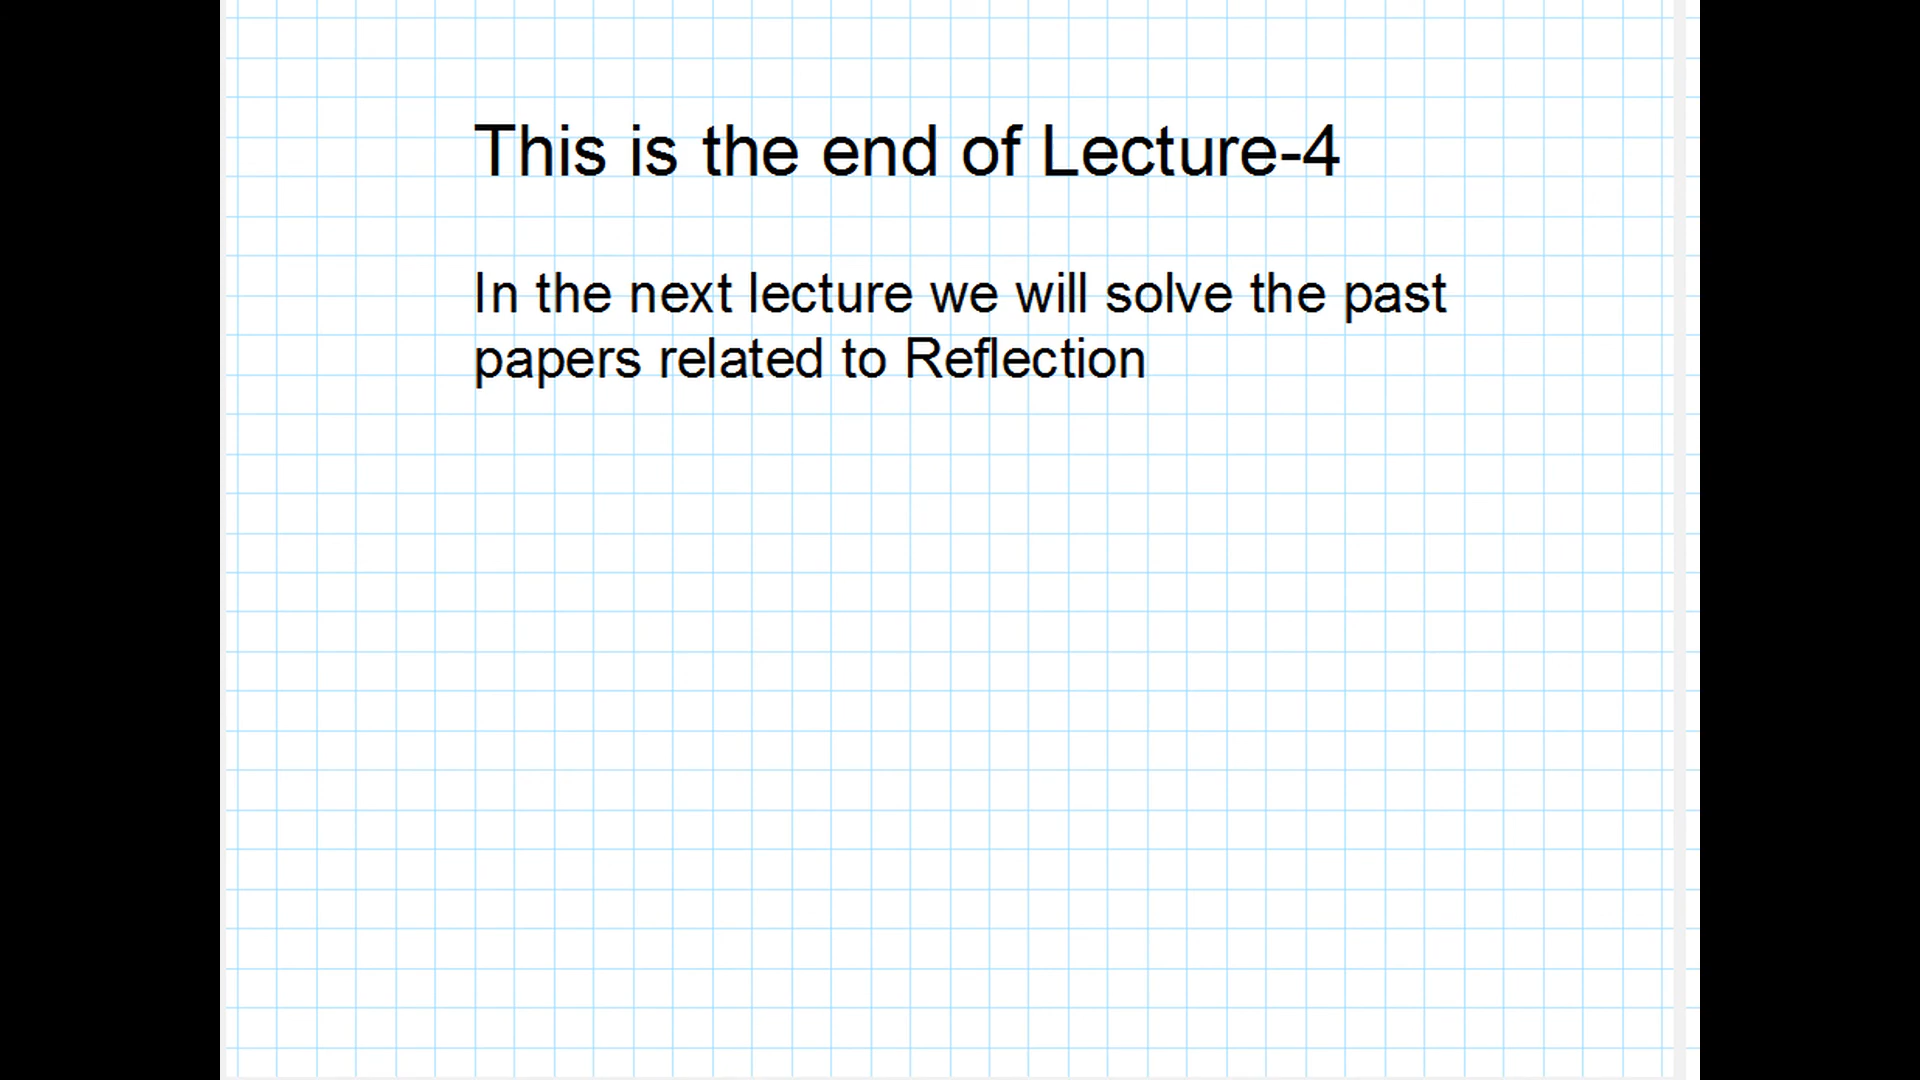 This is the end of Lecture-4
In the next lecture we will solve the past
papers related to Reflection